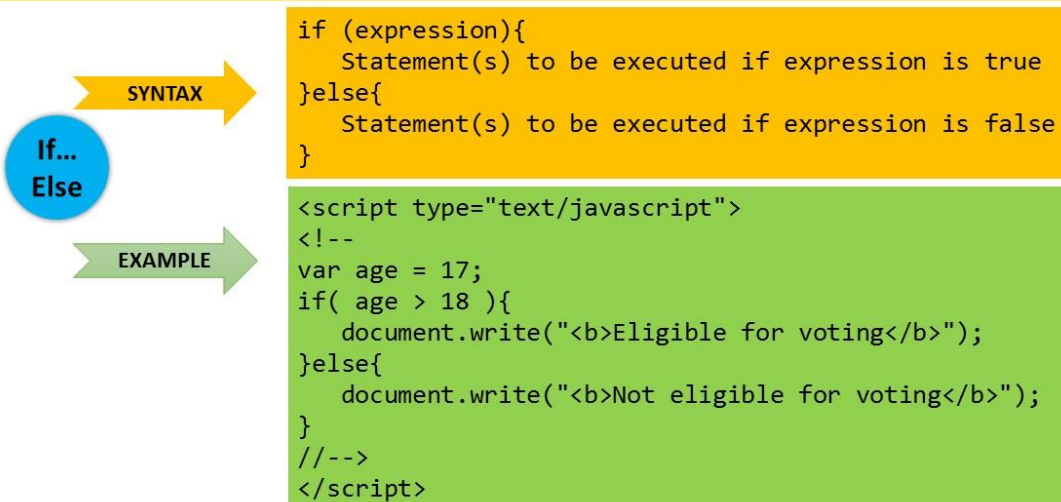 If...
Else
SYNTAX
if (expression){
   Statement(s) to be executed if expression is true
}else{
   Statement(s) to be executed if expression is false
}
EXAMPLE
<script type="text/javascript">
<!--
var age = 17;
if( age > 18 ){
   document.write("<b>Eligible for voting</b>");
}else{
   document.write("<b>Not eligible for voting</b>");
}
//-->
</script>